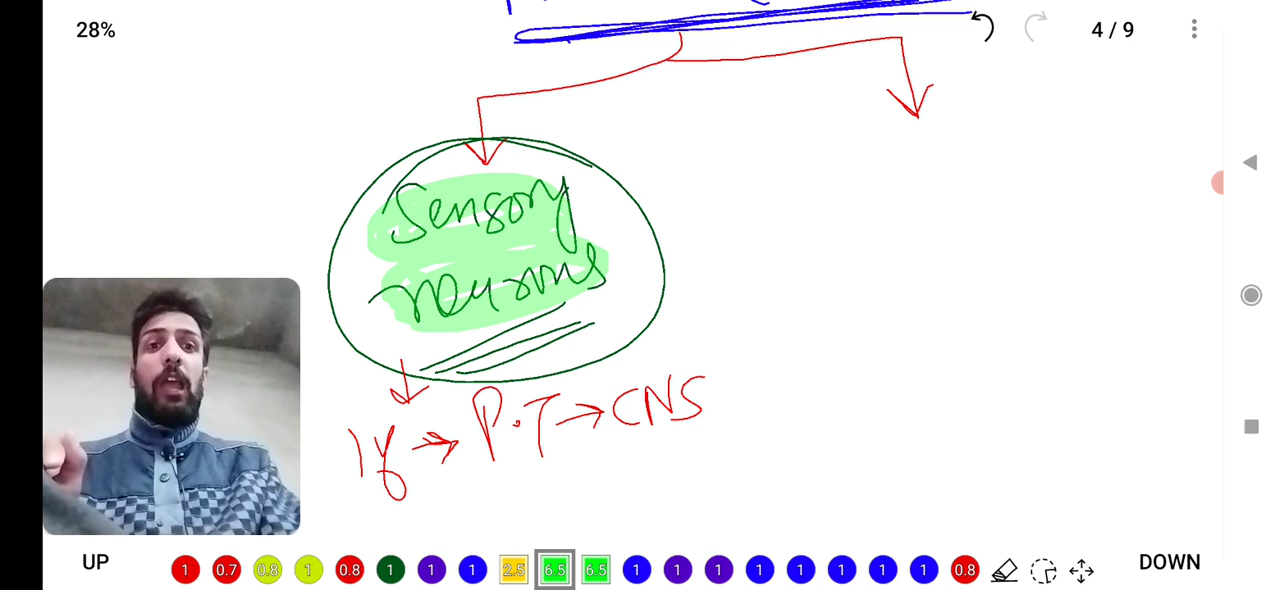 28%
4 / 9
Sensory
neurons
P.T → CNS
UP
1 0.7 0.8 1 0.8 1 1 1 2.5 6.5 6.5 1 1 1 1 1 1 1 1 0.8
DOWN